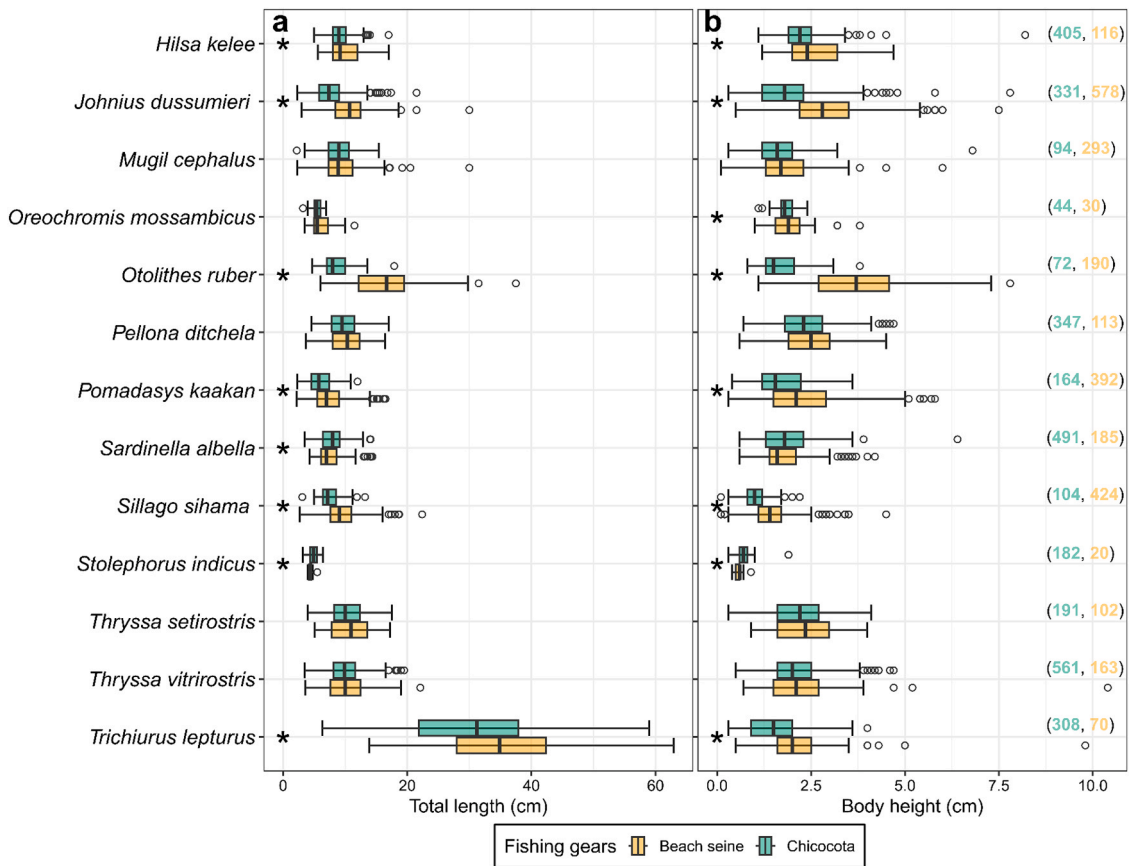 a b
Hilsa kelee * * (405, 116)
Johnius dussumieri * * (331, 578)
Mugil cephalus (94, 293)
Oreochromis mossambicus * (44, 30)
Otolithes ruber * * (72, 190)
Pellona ditchela (347, 113)
Pomadasys kaakan * * (164, 392)
Sardinella albella * * (491, 185)
Sillago sihama * * (104, 424)
Stolephorus indicus * * (182, 20)
Thryssa setirostris (191, 102)
Thryssa vitrirostris (561, 163)
Trichiurus lepturus * * (308, 70)
0 20 40 60 0.0 2.5 5.0 7.5 10.0
Total length (cm) Body height (cm)
Fishing gears Beach seine Chicocota